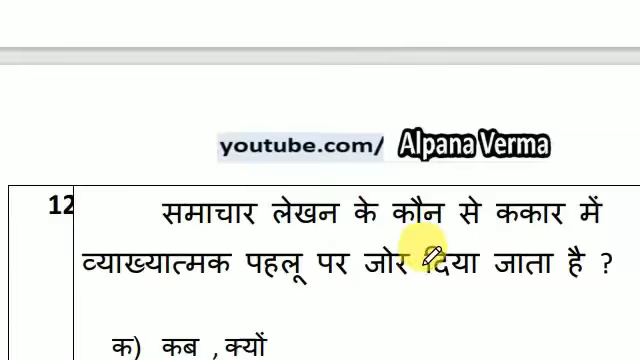 youtube.com/ Alpana Verma
12 समाचार लेखन के कौन से ककार में
व्याख्यात्मक पहलू पर जोर दिया जाता है ?
क) कब , क्यों